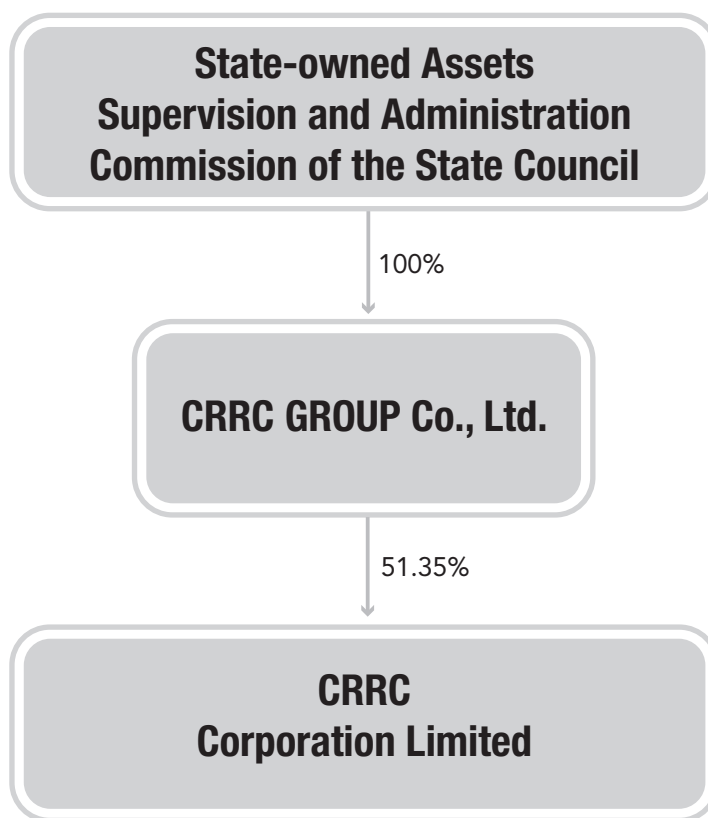 State-owned Assets
Supervision and Administration
Commission of the State Council
100%
CRRC GROUP Co., Ltd.
51.35%
CRRC
Corporation Limited